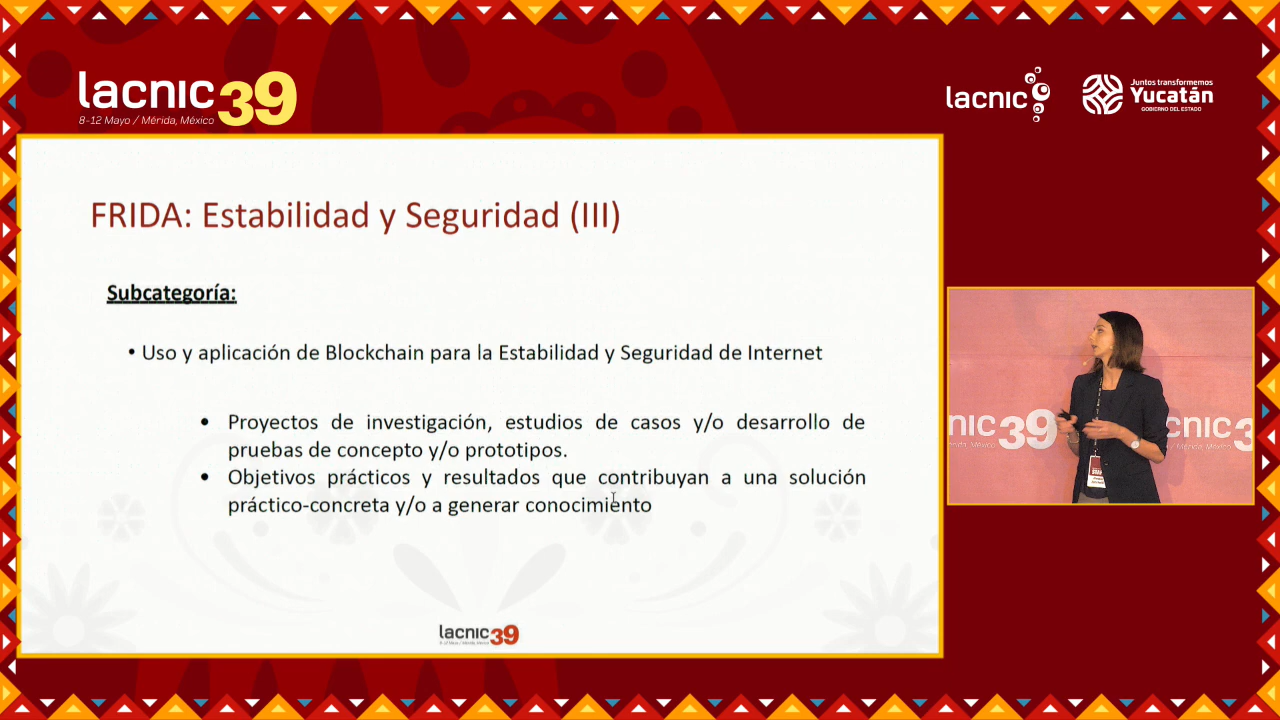 lacnic39
8-12 Mayo / Mérida, México
lacnic
Juntos transformemos
Yucatán
GOBIERNO DEL ESTADO
FRIDA: Estabilidad y Seguridad (III)
Subcategoría:
• Uso y aplicación de Blockchain para la Estabilidad y Seguridad de Internet
• Proyectos de investigación, estudios de casos y/o desarrollo de
pruebas de concepto y/o prototipos.
• Objetivos prácticos y resultados que contribuyan a una solución
práctico-concreta y/o a generar conocimiento
lacnic39
nic39
cnic3